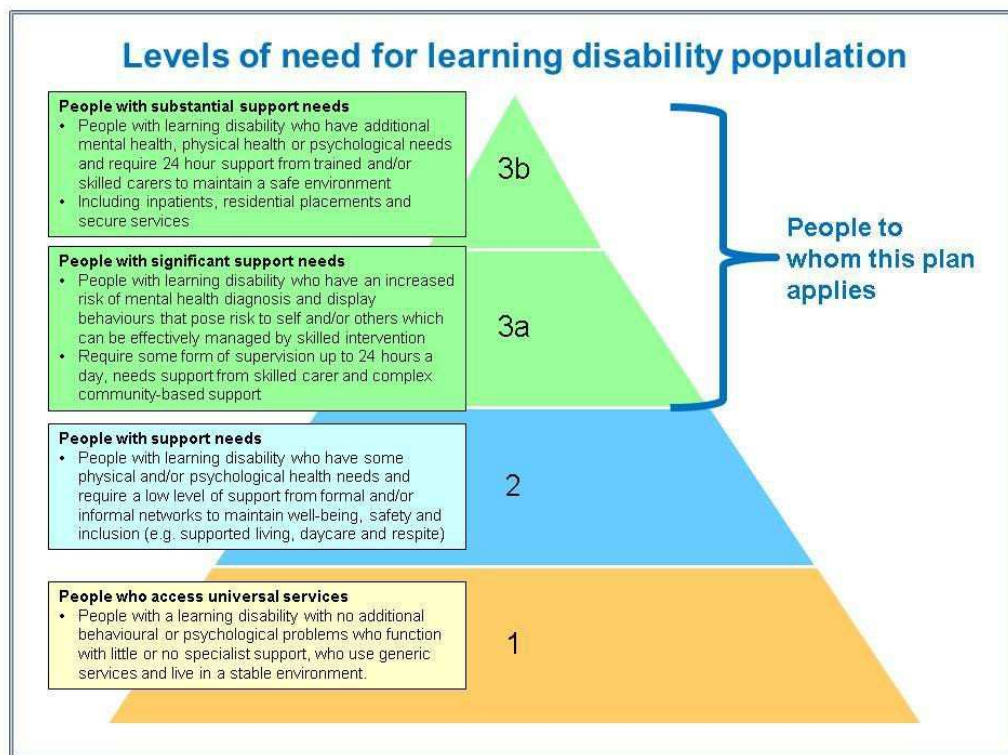 Levels of need for learning disability population
People with substantial support needs
• People with learning disability who have additional
mental health, physical health or psychological needs
and require 24 hour support from trained and/or
skilled carers to maintain a safe environment
• Including inpatients, residential placements and
secure services
3b
People with significant support needs
• People with learning disability who have an increased
risk of mental health diagnosis and display
behaviours that pose risk to self and/or others which
can be effectively managed by skilled intervention
• Require some form of supervision up to 24 hours a
day, needs support from skilled carer and complex
community-based support
3a
People to
whom this plan
applies
People with support needs
• People with learning disability who have some
physical and/or psychological health needs and
require a low level of support from formal and/or
informal networks to maintain well-being, safety and
inclusion (e.g. supported living, daycare and respite)
2
People who access universal services
• People with a learning disability with no additional
behavioural or psychological problems who function
with little or no specialist support, who use generic
services and live in a stable environment.
1